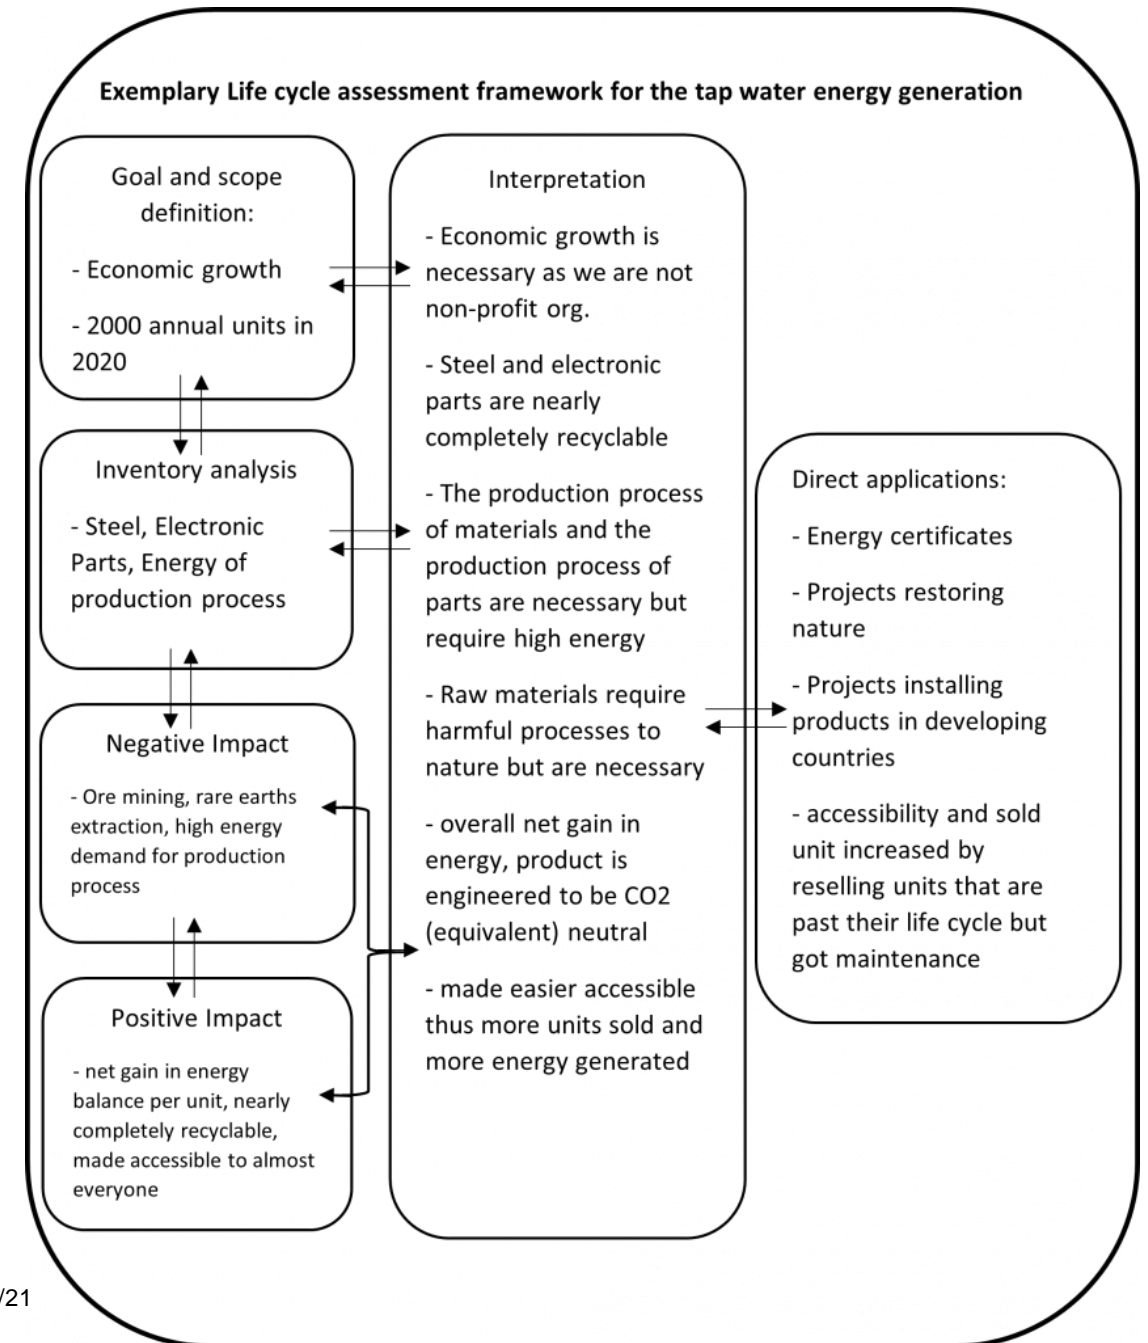 Exemplary Life cycle assessment framework for the tap water energy generation
Goal and scope
definition:
- Economic growth
- 2000 annual units in
2020
Inventory analysis
- Steel, Electronic
Parts, Energy of
production process
Negative Impact
- Ore mining, rare earths
extraction, high energy
demand for production
process
Positive Impact
- net gain in energy
balance per unit, nearly
completely recyclable,
made accessible to almost
everyone
Interpretation
- Economic growth is
necessary as we are not
non-profit org.
- Steel and electronic
parts are nearly
completely recyclable
- The production process
of materials and the
production process of
parts are necessary but
require high energy
- Raw materials require
harmful processes to
nature but are necessary
- overall net gain in
energy, product is
engineered to be CO2
(equivalent) neutral
- made easier accessible
thus more units sold and
more energy generated
Direct applications:
- Energy certificates
- Projects restoring
nature
- Projects installing
products in developing
countries
- accessibility and sold
unit increased by
reselling units that are
past their life cycle but
got maintenance
/21